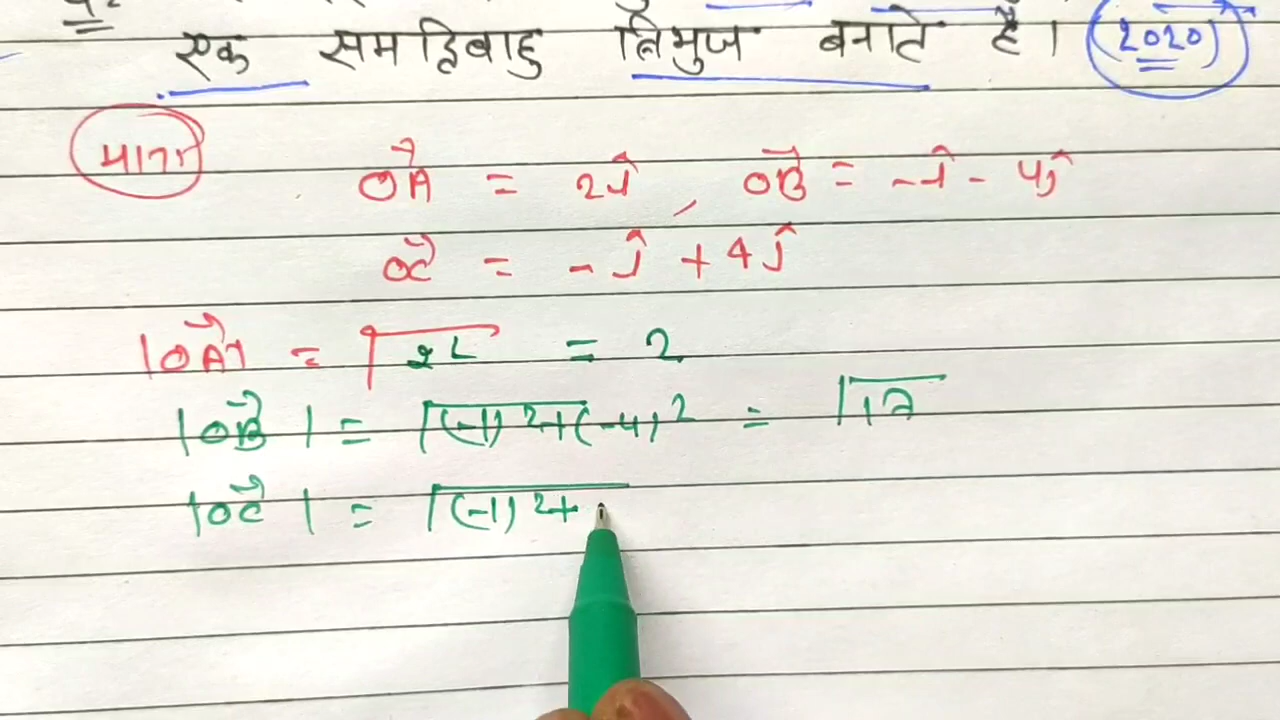 एक समद्विबाहु त्रिभुज बनाते है। (2020)
माना OA⃗ = 2î, OB⃗ = -î - 4ĵ
OC⃗ = -î + 4ĵ
|OA⃗| = √2² = 2
|OB⃗| = √(-1)²+(-4)² = √17
|OC⃗| = √(-1)²+